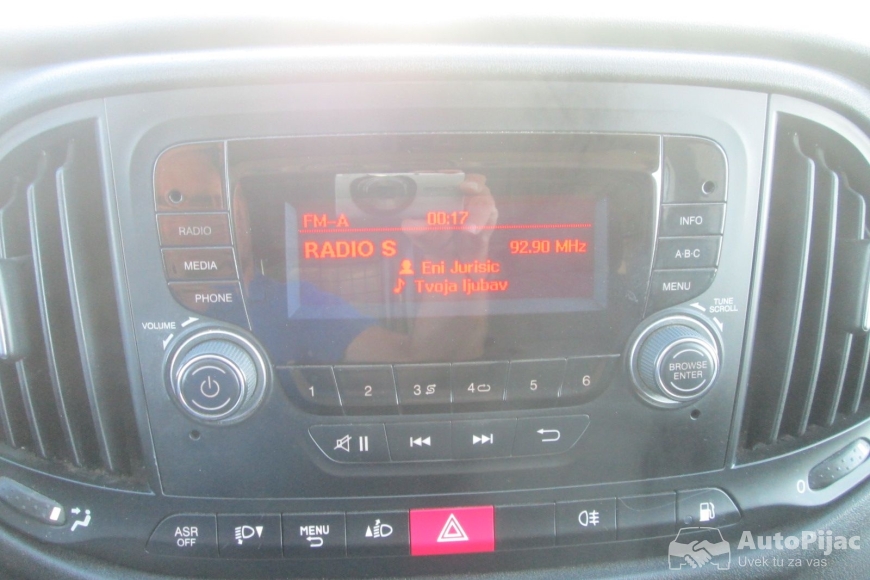 FM-A 00:17
RADIO S 92.90 MHz
Eni Jurisic
Tvoja ljubav
RADIO
MEDIA
PHONE
VOLUME
INFO
A·B·C
MENU
TUNE
SCROLL
BROWSE
ENTER
1 2 3 4 5 6
ASR
OFF
MENU
0
AutoPijac
Uvek tu za vas